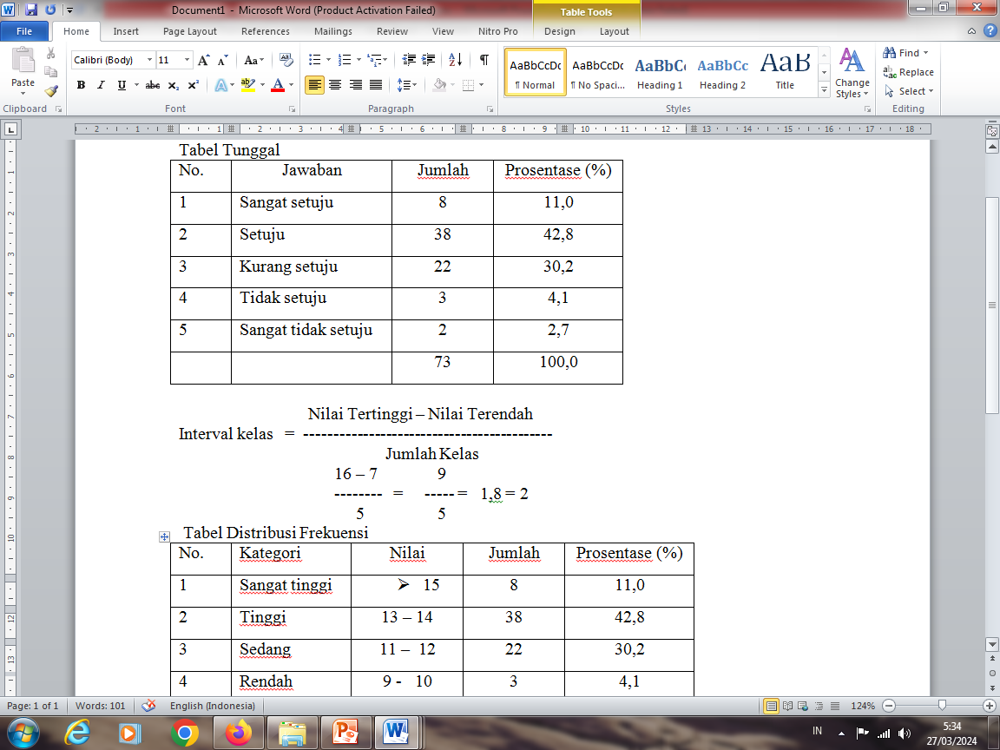 Document1 - Microsoft Word (Product Activation Failed)
Table Tools
File Home Insert Page Layout References Mailings Review View Nitro Pro Design Layout
Paste
Clipboard
Calibri (Body) 11
Font
Paragraph
AaBbCcDc AaBbCcDc AaBbC AaBbCc AaB
¶ Normal ¶ No Spaci... Heading 1 Heading 2 Title
Change Styles
Styles
Find
Replace
Select
Editing
Tabel Tunggal
No. Jawaban Jumlah Prosentase (%)
1 Sangat setuju 8 11,0
2 Setuju 38 42,8
3 Kurang setuju 22 30,2
4 Tidak setuju 3 4,1
5 Sangat tidak setuju 2 2,7
73 100,0
Nilai Tertinggi – Nilai Terendah
Interval kelas = -----------------------------------------
Jumlah Kelas
16 – 7 9
-------- = ----- = 1,8 = 2
5 5
Tabel Distribusi Frekuensi
No. Kategori Nilai Jumlah Prosentase (%)
1 Sangat tinggi ➢ 15 8 11,0
2 Tinggi 13 – 14 38 42,8
3 Sedang 11 – 12 22 30,2
4 Rendah 9 - 10 3 4,1
Page: 1 of 1 Words: 101 English (Indonesia) 124%
IN 5:34
27/03/2024